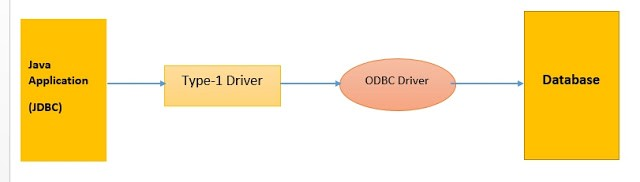 Java
Application
(JDBC)
Type-1 Driver
ODBC Driver
Database